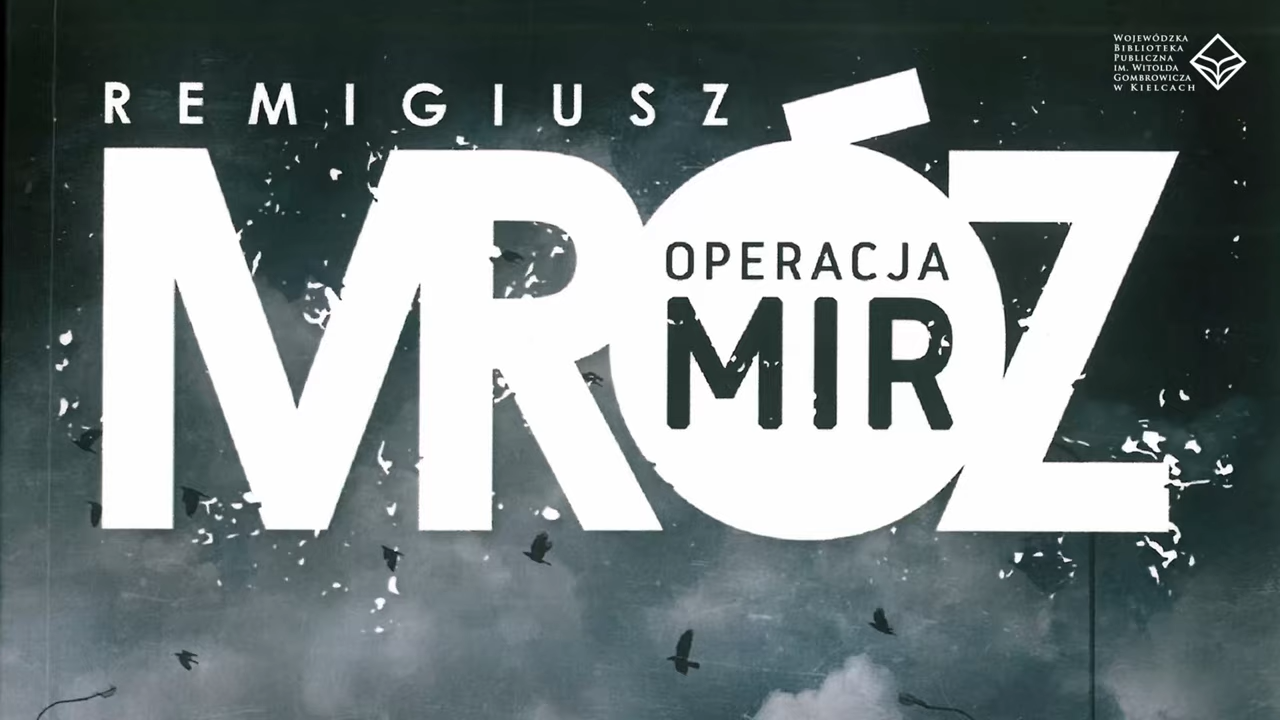 REMIGIUSZ
MRÓZ
OPERACJA
MIR
WOJEWÓDZKA
BIBLIOTEKA
PUBLICZNA
IM. WITOLDA
GOMBROWICZA
W KIELCACH